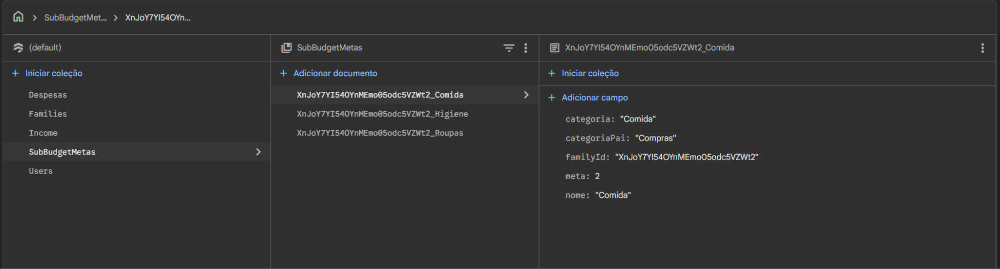 SubBudgetMet... XnJoY7YI54OYn...
(default)
Iniciar coleção
Despesas
Families
Income
SubBudgetMetas
Users
SubBudgetMetas
Adicionar documento
XnJoY7YI54OYnMEmo05odc5VZWt2_Comida
XnJoY7YI54OYnMEmo05odc5VZWt2_Higiene
XnJoY7YI54OYnMEmo05odc5VZWt2_Roupas
XnJoY7YI54OYnMEmo05odc5VZWt2_Comida
Iniciar coleção
Adicionar campo
categoria: "Comida"
categoriaPai: "Compras"
familyId: "XnJoY7YI54OYnMEmo05odc5VZWt2"
meta: 2
nome: "Comida"